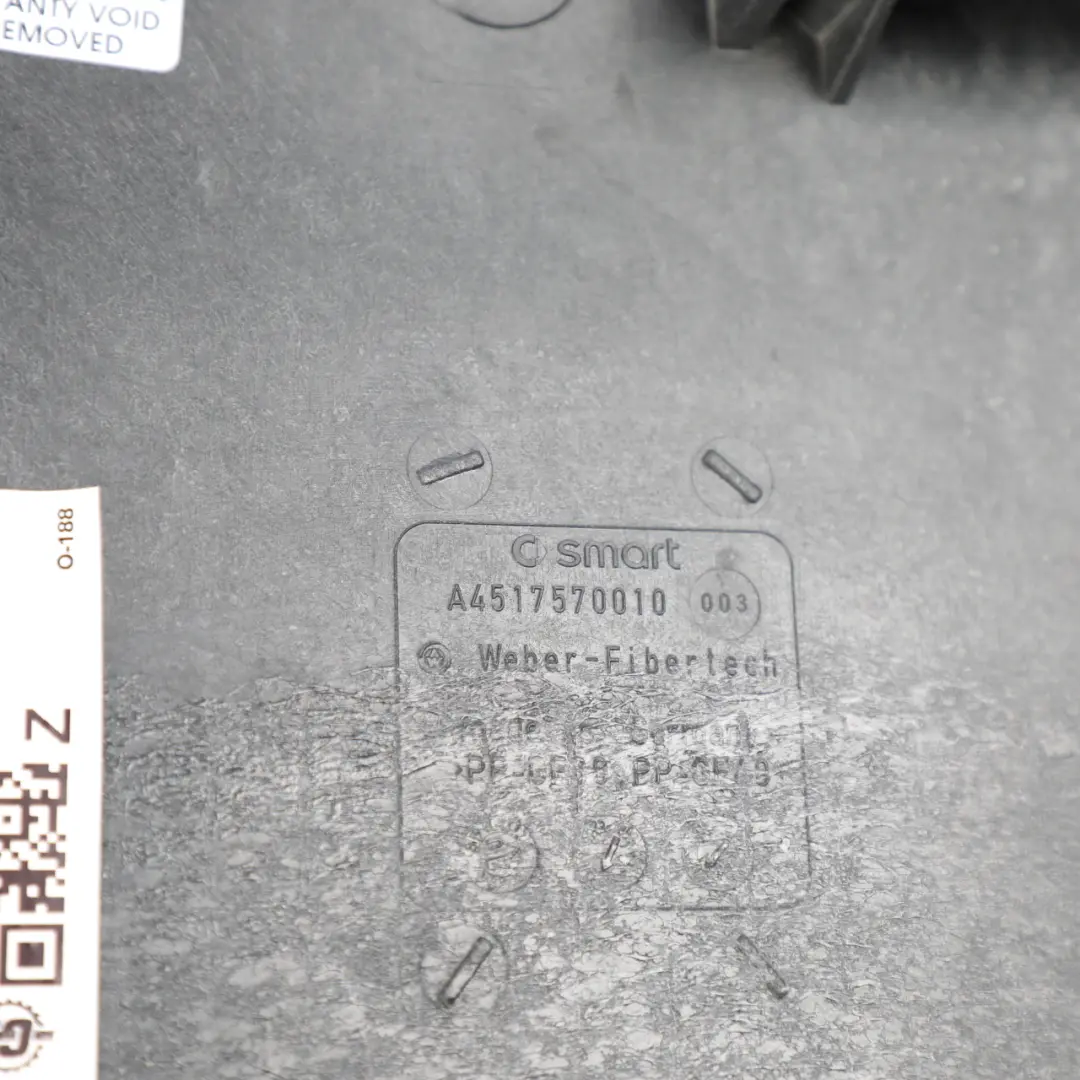 ANTY VOID
EMOVED
O-188
Z
smart
A4517570010 003
Weber-Fibertech